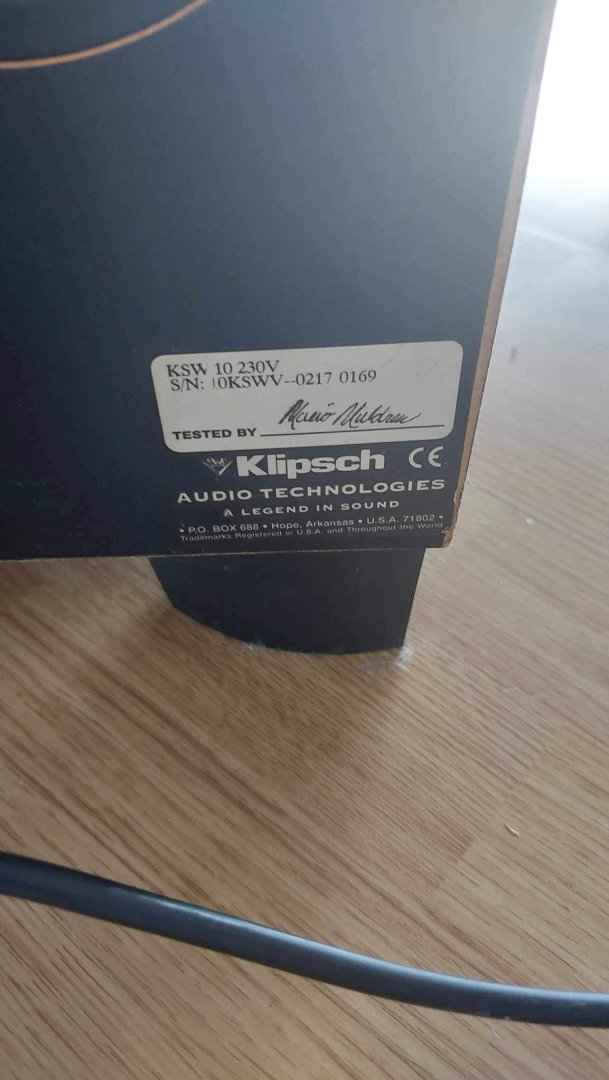 KSW 10 230V
S/N: 10KSWV--0217 0169
TESTED BY
Klipsch CE
AUDIO TECHNOLOGIES
A LEGEND IN SOUND
• P.O. BOX 688 • Hope, Arkansas • U.S.A. 71802 •
Trademarks Registered in U.S.A. and Throughout the World